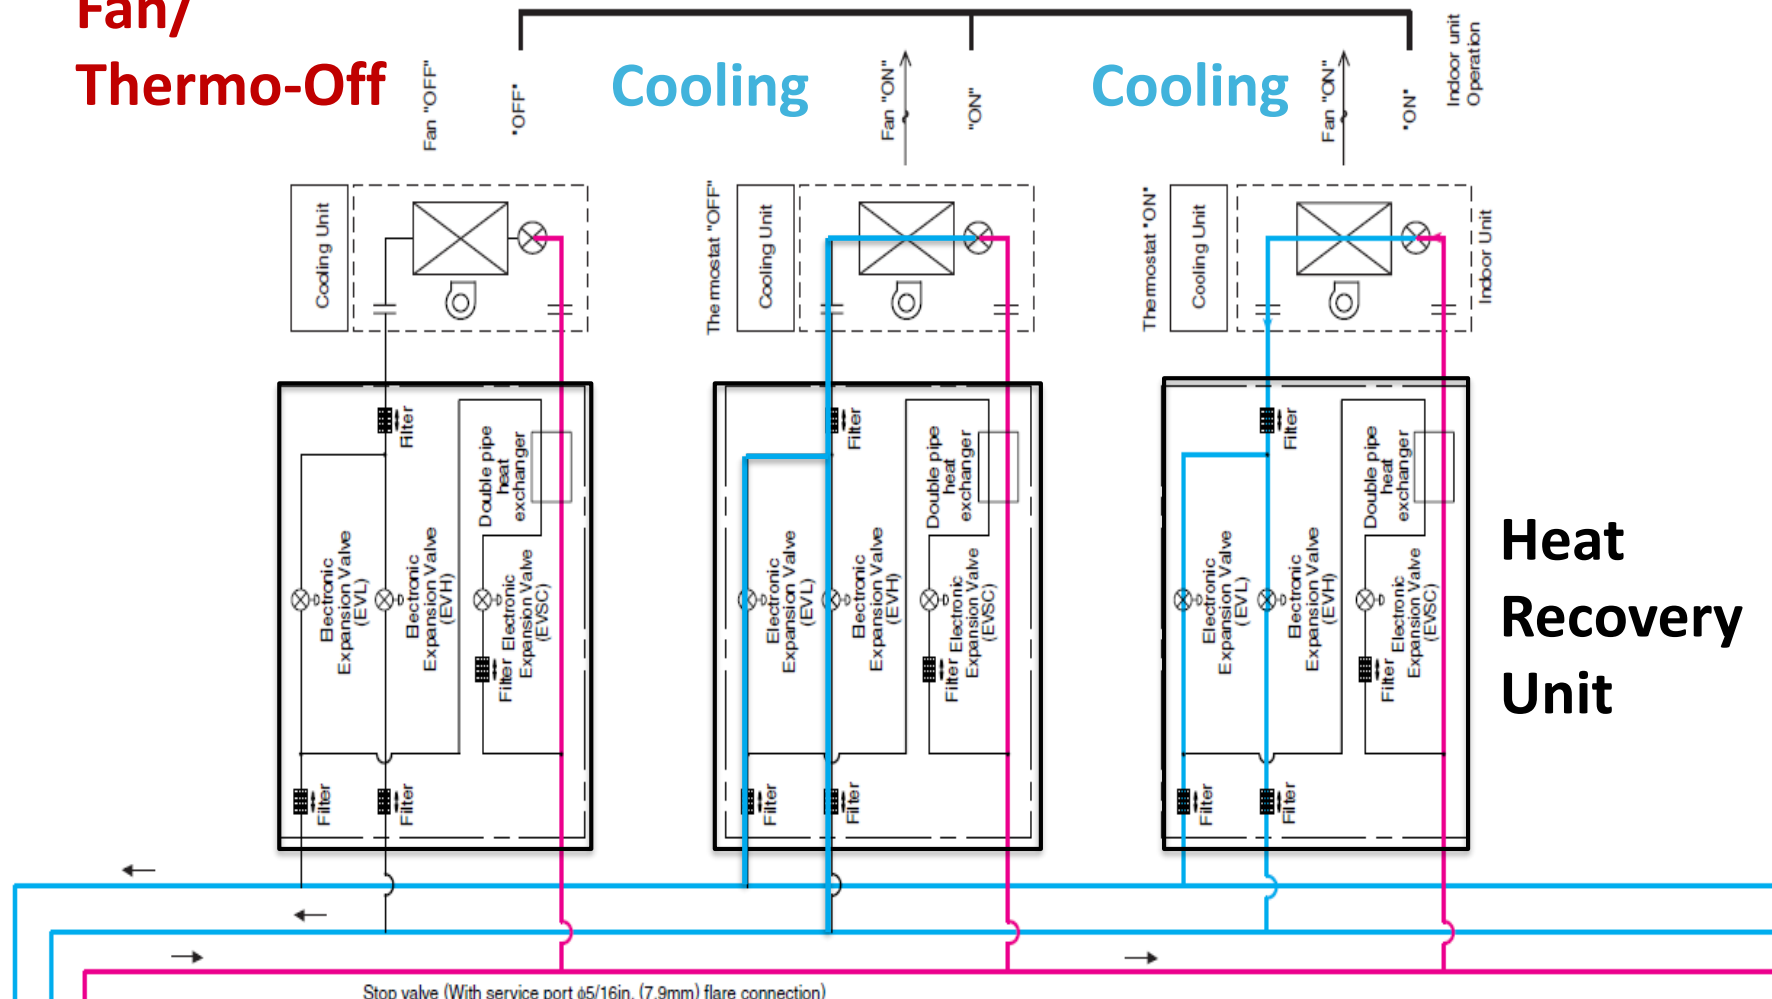 Fan/
Thermo-Off
Cooling
Cooling
Fan "OFF"
"OFF"
Fan "ON"
"ON"
Fan "ON"
"ON"
Indoor unit
Operation
Cooling Unit
Thermostat "OFF"
Cooling Unit
Thermostat "ON"
Cooling Unit
Indoor Unit
Filter
Double pipe
heat
exchanger
Electronic
Expansion Valve
(EVL)
Electronic
Expansion Valve
(EVH)
Filter
Electronic
Expansion Valve
(EVSC)
Filter
Filter
Filter
Double pipe
heat
exchanger
Electronic
Expansion Valve
(EVL)
Electronic
Expansion Valve
(EVH)
Filter
Electronic
Expansion Valve
(EVSC)
Filter
Filter
Filter
Double pipe
heat
exchanger
Electronic
Expansion Valve
(EVL)
Electronic
Expansion Valve
(EVH)
Filter
Electronic
Expansion Valve
(EVSC)
Filter
Filter
Heat
Recovery
Unit
Stop valve (With service port ϕ5/16in. (7.9mm) flare connection)